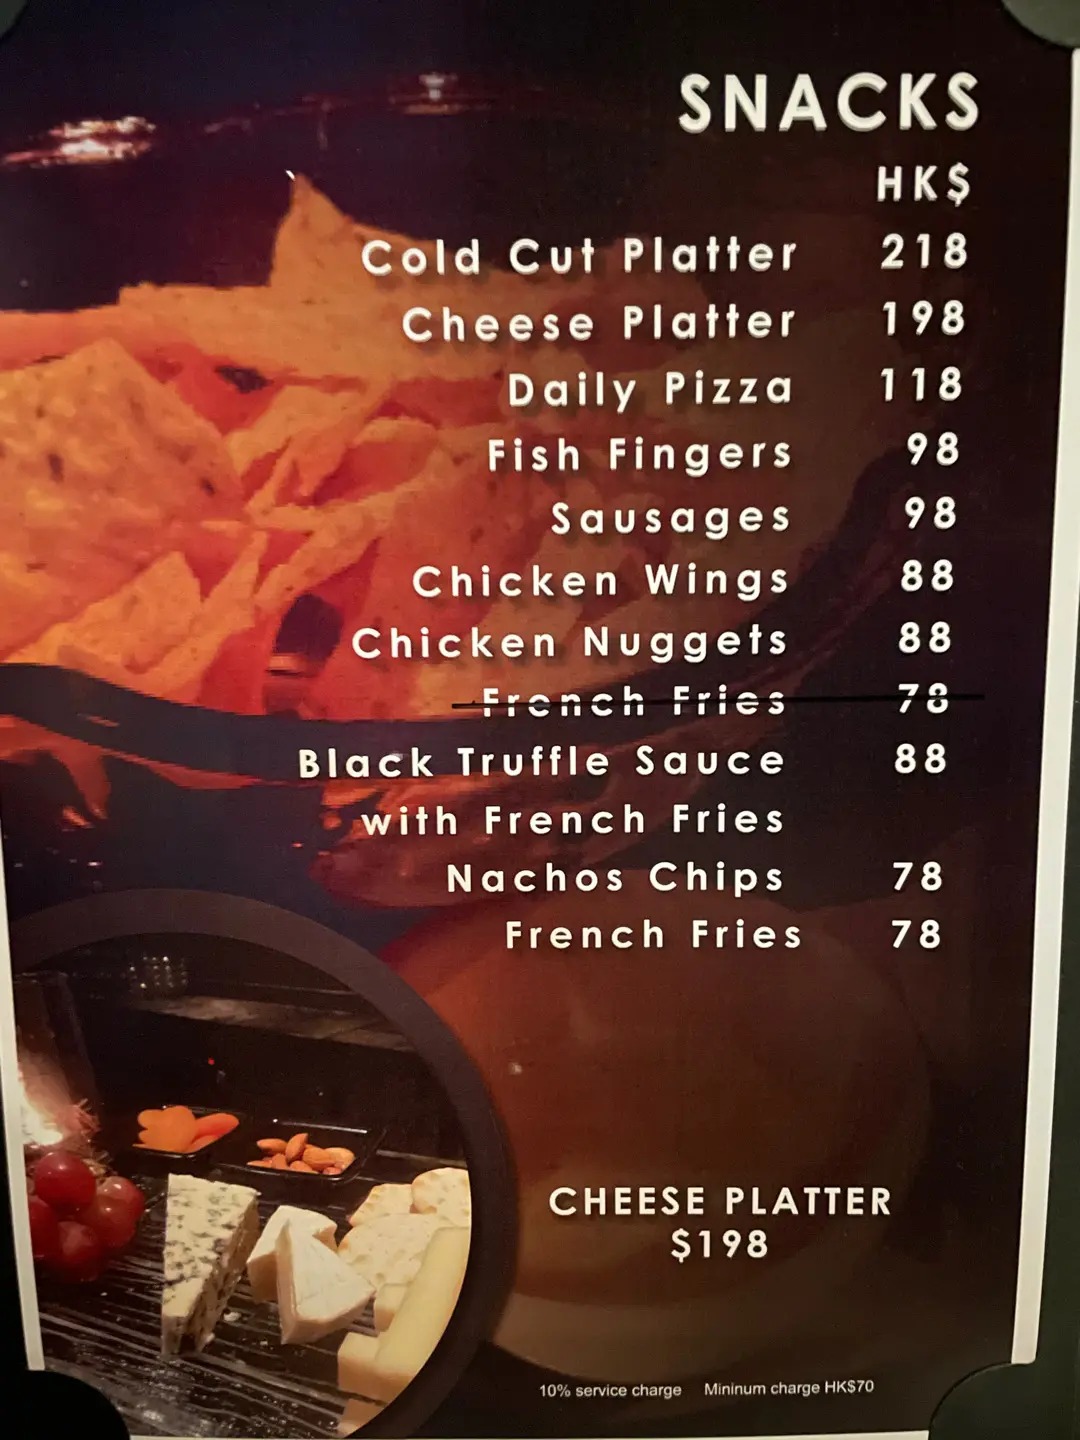 SNACKS
HK$
Cold Cut Platter 218
Cheese Platter 198
Daily Pizza 118
Fish Fingers 98
Sausages 98
Chicken Wings 88
Chicken Nuggets 88
French Fries 78
Black Truffle Sauce 88
with French Fries
Nachos Chips 78
French Fries 78
CHEESE PLATTER
$198
10% service charge Mininum charge HK$70